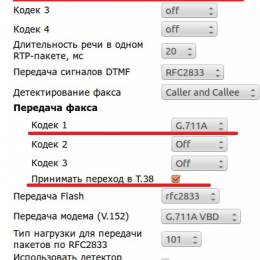 Кодек 3 off
Кодек 4 off
Длительность речи в одном
RTP-пакете, мс 20
Передача сигналов DTMF RFC2833
Детектирование факса Caller and Callee
Передача факса
Кодек 1 G.711A
Кодек 2 Off
Кодек 3 Off
Принимать переход в T.38
Передача Flash rfc2833
Передача модема (V.152) G.711A VBD
Тип нагрузки для передачи
пакетов по RFC2833 101
Использовать детектор